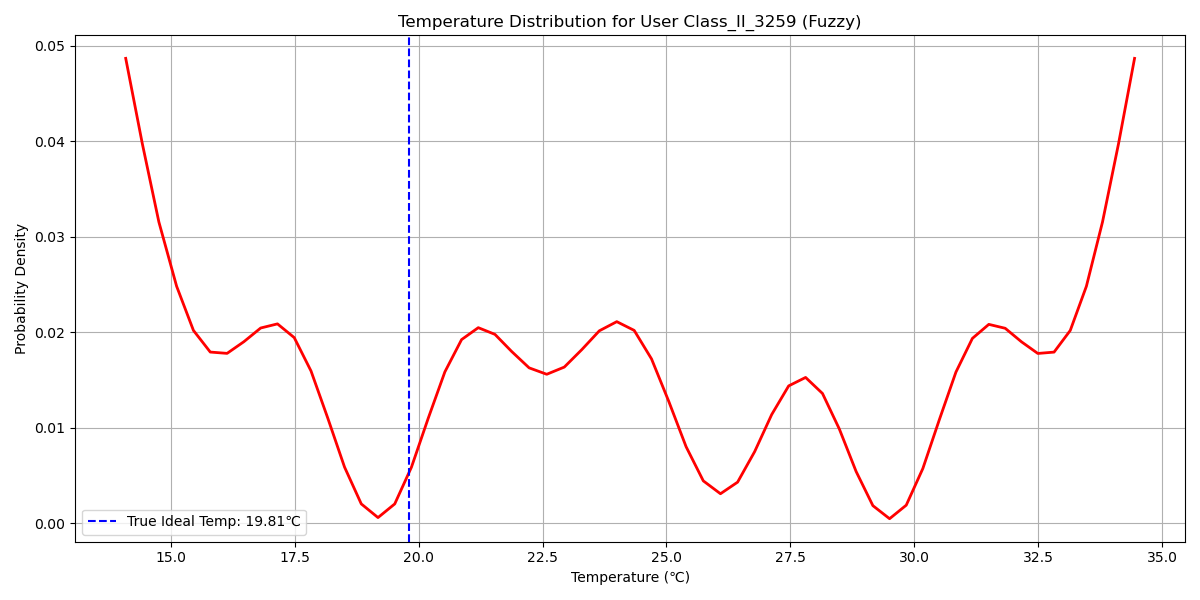 Temperature Distribution for User Class_II_3259 (Fuzzy)
Probability Density
0.05
0.04
0.03
0.02
0.01
0.00
True Ideal Temp: 19.81℃
15.0 17.5 20.0 22.5 25.0 27.5 30.0 32.5 35.0
Temperature (℃)